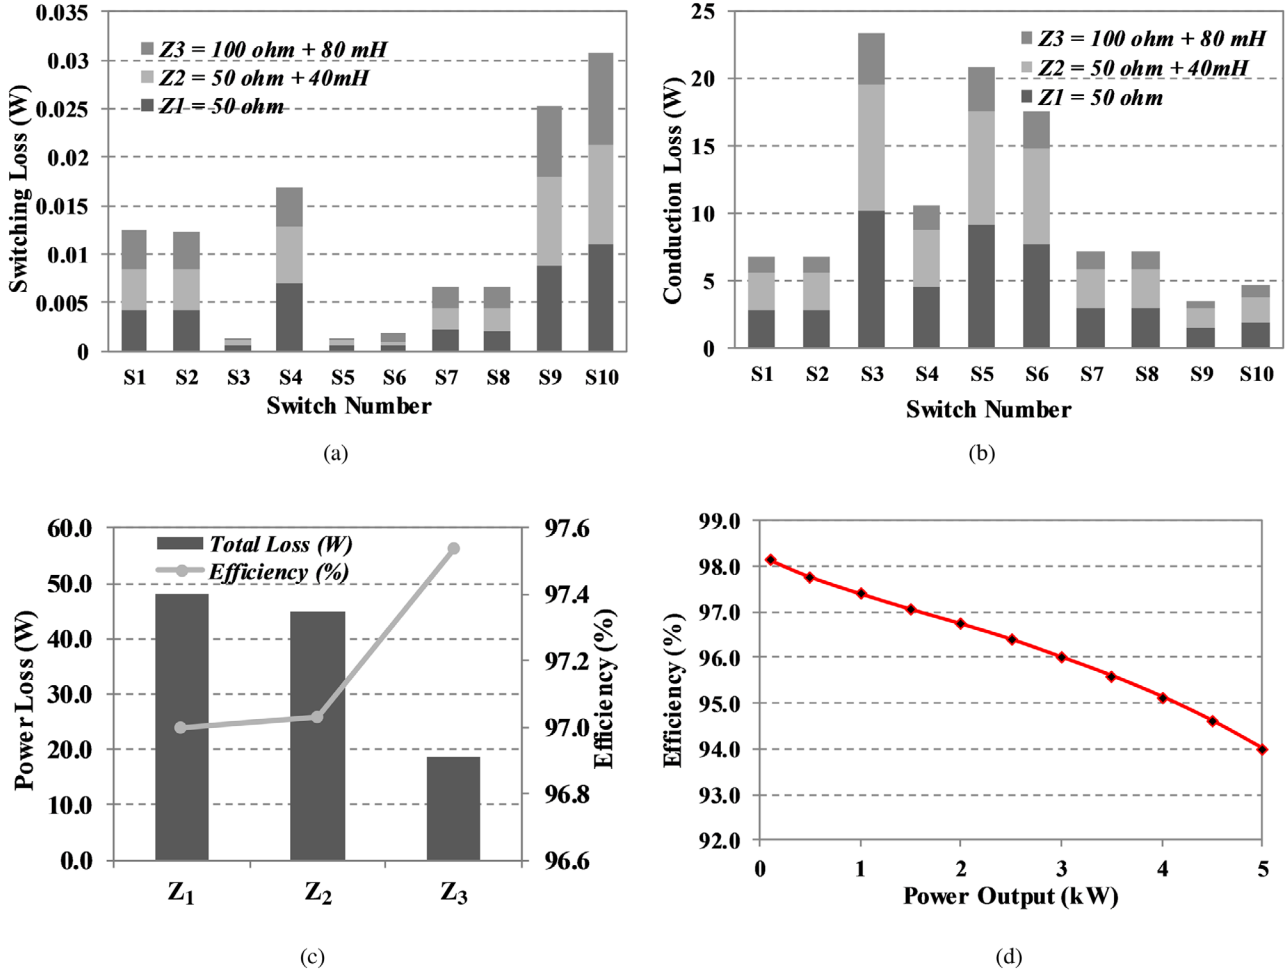 0.035
0.03
0.025
0.02
0.015
0.01
0.005
0
Switching Loss (W)
Z3 = 100 ohm + 80 mH
Z2 = 50 ohm + 40mH
Z1 = 50 ohm
S1 S2 S3 S4 S5 S6 S7 S8 S9 S10
Switch Number
(a)
25
20
15
10
5
0
Conduction Loss (W)
Z3 = 100 ohm + 80 mH
Z2 = 50 ohm + 40mH
Z1 = 50 ohm
S1 S2 S3 S4 S5 S6 S7 S8 S9 S10
Switch Number
(b)
60.0
50.0
40.0
30.0
20.0
10.0
0.0
Power Loss (W)
Total Loss (W)
Efficiency (%)
97.6
97.4
97.2
97.0
96.8
96.6
Efficiency (%)
Z1 Z2 Z3
(c)
99.0
98.0
97.0
96.0
95.0
94.0
93.0
92.0
Efficiency (%)
0 1 2 3 4 5
Power Output (kW)
(d)